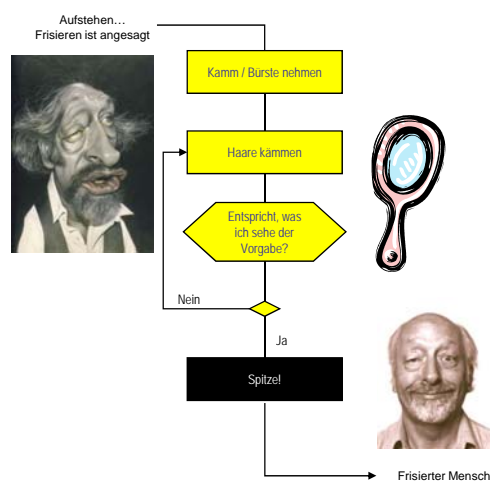 Aufstehen…
Frisieren ist angesagt
Kamm / Bürste nehmen
Haare kämmen
Entspricht, was
ich sehe der
Vorgabe?
Nein
Ja
Spitze!
Frisierter Mensch